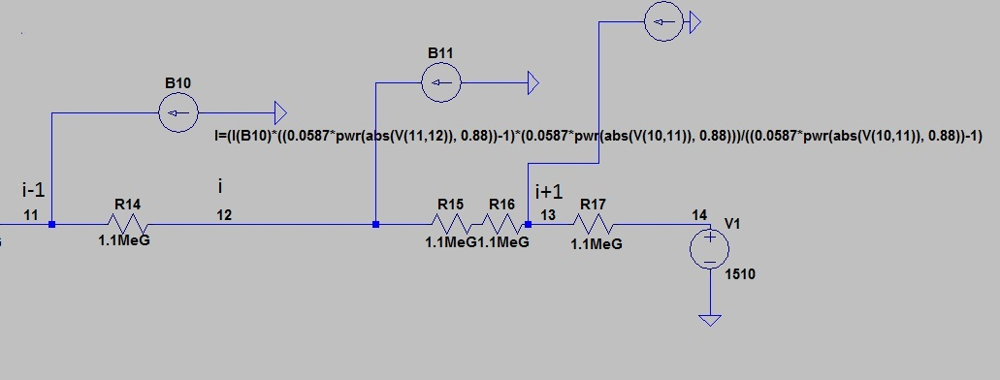 B11
B10
I=(I(B10)*((0.0587*pwr(abs(V(11,12)), 0.88))-1)*(0.0587*pwr(abs(V(10,11)), 0.88)))/((0.0587*pwr(abs(V(10,11)), 0.88))-1)
i-1 i i+1
11 R14 12 R15 R16 13 R17 14 V1
1.1MeG 1.1MeG 1.1MeG 1.1MeG
1510